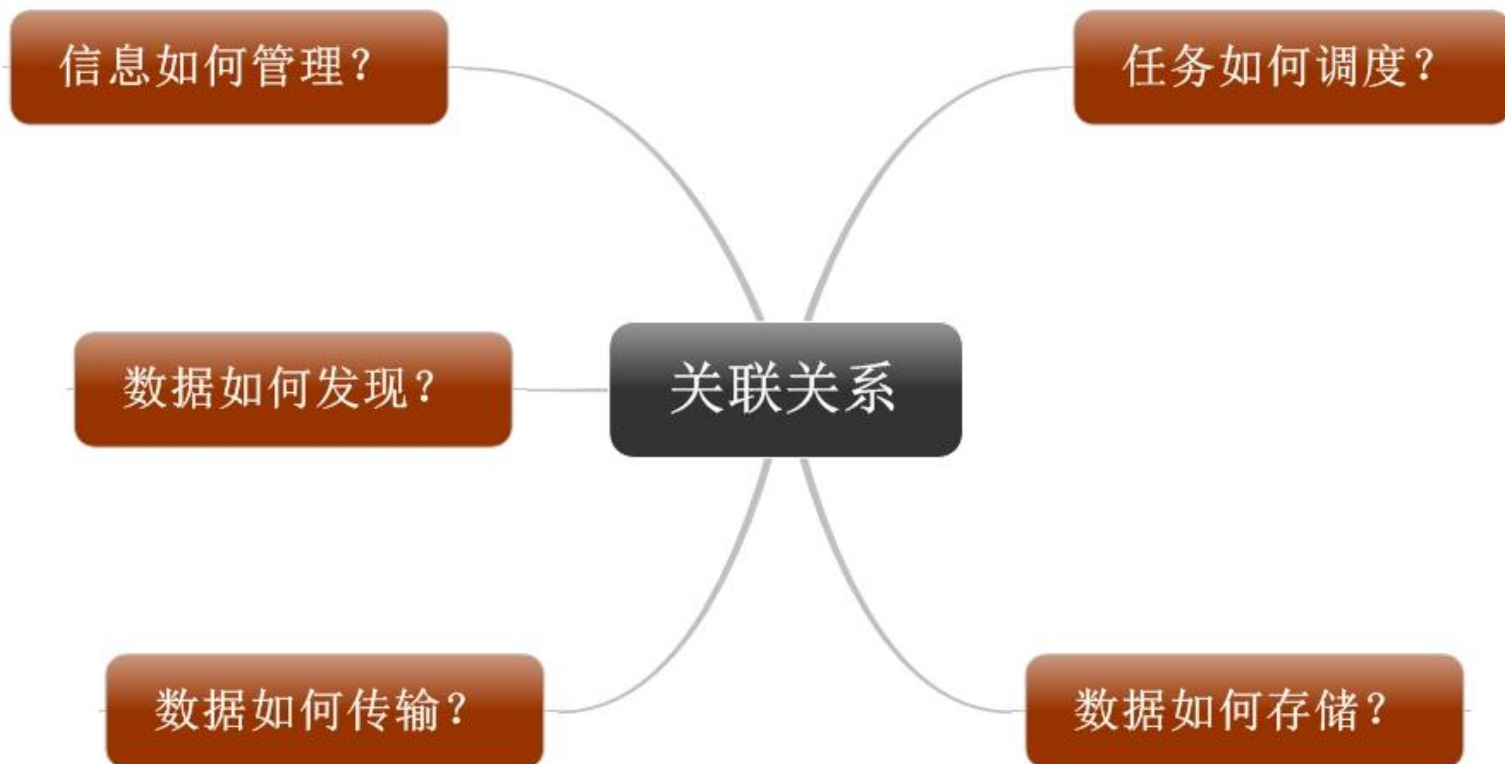 信息如何管理？
任务如何调度？
数据如何发现？
关联关系
数据如何传输？
数据如何存储？